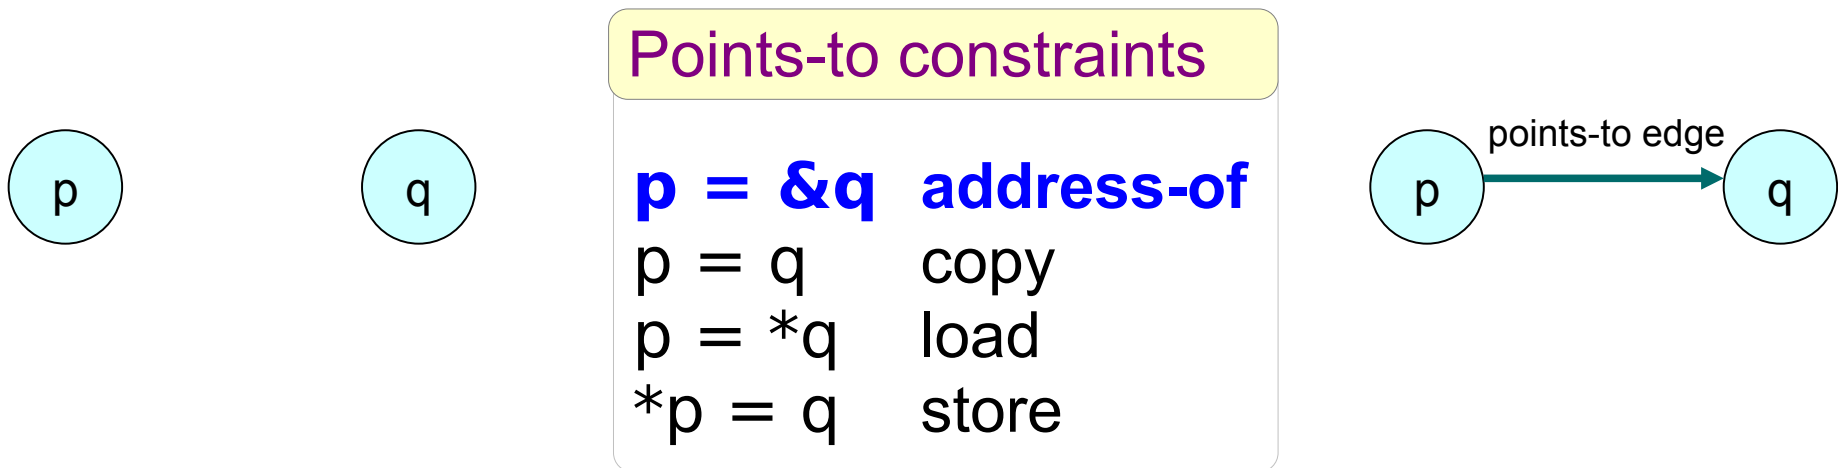 Points-to constraints
p
q
p = &q address-of
p = q copy
p = *q load
*p = q store
points-to edge
p
q